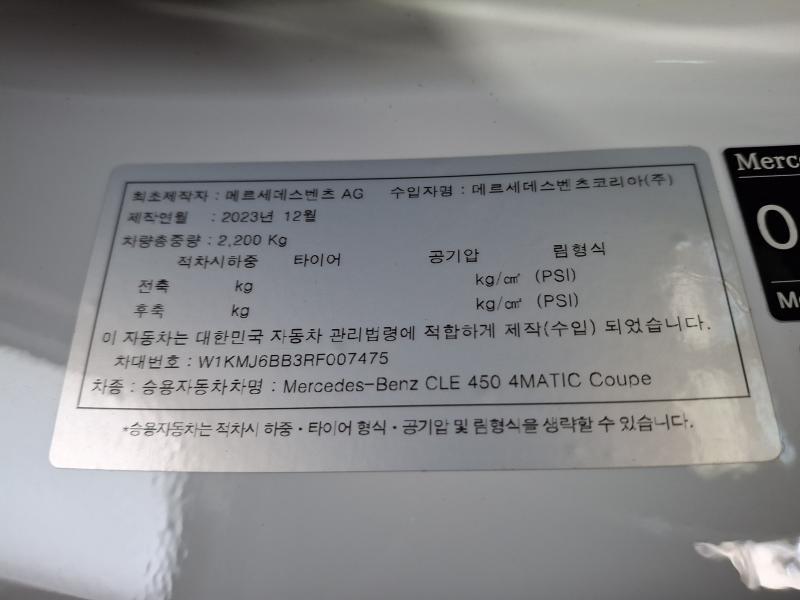 최초제작자 : 메르세데스벤츠 AG 수입자명 : 메르세데스벤츠코리아(주)
제작연월 : 2023년 12월
차량총중량 : 2,200 Kg
적차시하중 타이어 공기압 림형식
전축 kg kg/㎠ (PSI)
후축 kg kg/㎠ (PSI)
이 자동차는 대한민국 자동차 관리법령에 적합하게 제작(수입) 되었습니다.
차대번호 : W1KMJ6BB3RF007475
차종 : 승용자동차차명 : Mercedes-Benz CLE 450 4MATIC Coupe
*승용자동차는 적차시 하중·타이어 형식·공기압 및 림형식을 생략할 수 있습니다.
Merc
0
M